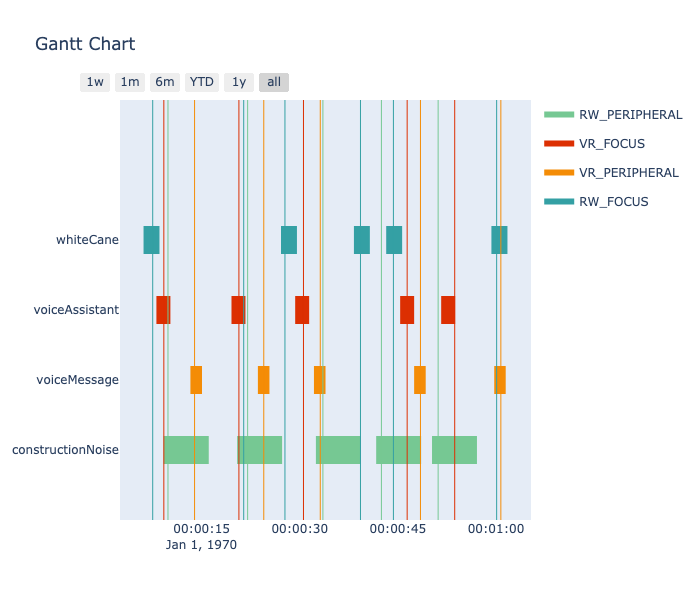 Gantt Chart
1w 1m 6m YTD 1y all
RW_PERIPHERAL
VR_FOCUS
VR_PERIPHERAL
RW_FOCUS
whiteCane
voiceAssistant
voiceMessage
constructionNoise
00:00:15 00:00:30 00:00:45 00:01:00
Jan 1, 1970